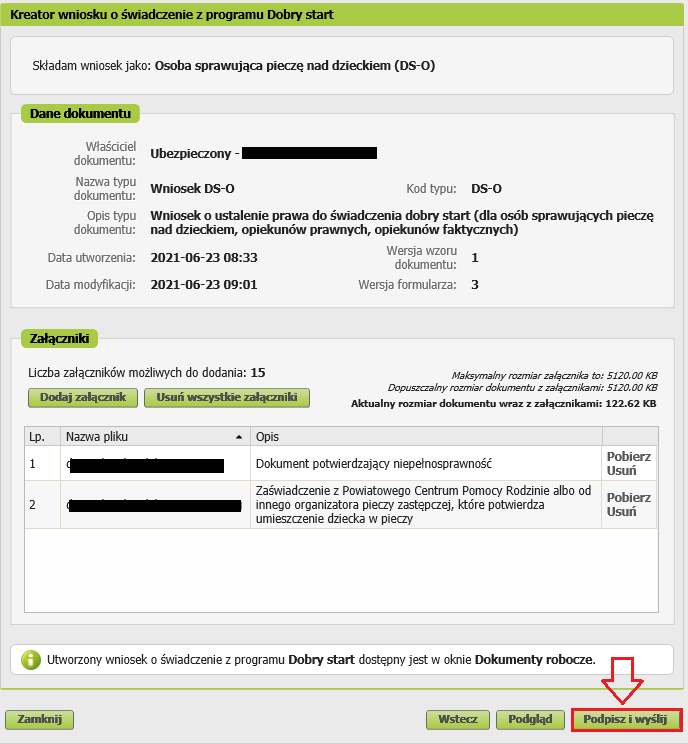 Kreator wniosku o świadczenie z programu Dobry start
Składam wniosek jako: Osoba sprawująca pieczę nad dzieckiem (DS-O)
Dane dokumentu
Właściciel
dokumentu:
Ubezpieczony -
Nazwa typu
dokumentu:
Wniosek DS-O
Kod typu: DS-O
Opis typu
dokumentu:
Wniosek o ustalenie prawa do świadczenia dobry start (dla osób sprawujących pieczę
nad dzieckiem, opiekunów prawnych, opiekunów faktycznych)
Data utworzenia: 2021-06-23 08:33
Wersja wzoru
dokumentu:
1
Data modyfikacji: 2021-06-23 09:01
Wersja formularza: 3
Załączniki
Liczba załączników możliwych do dodania: 15
Maksymalny rozmiar załącznika to: 5120.00 KB
Dopuszczalny rozmiar dokumentu z załącznikami: 5120.00 KB
Aktualny rozmiar dokumentu wraz z załącznikami: 122.62 KB
Dodaj załącznik
Usuń wszystkie załączniki
Lp. Nazwa pliku Opis
1 Dokument potwierdzający niepełnosprawność
Pobierz
Usuń
2
Zaświadczenie z Powiatowego Centrum Pomocy Rodzinie albo od
innego organizatora pieczy zastępczej, które potwierdza
umieszczenie dziecka w pieczy
Pobierz
Usuń
Utworzony wniosek o świadczenie z programu Dobry start dostępny jest w oknie Dokumenty robocze.
Zamknij
Wstecz
Podgląd
Podpisz i wyślij